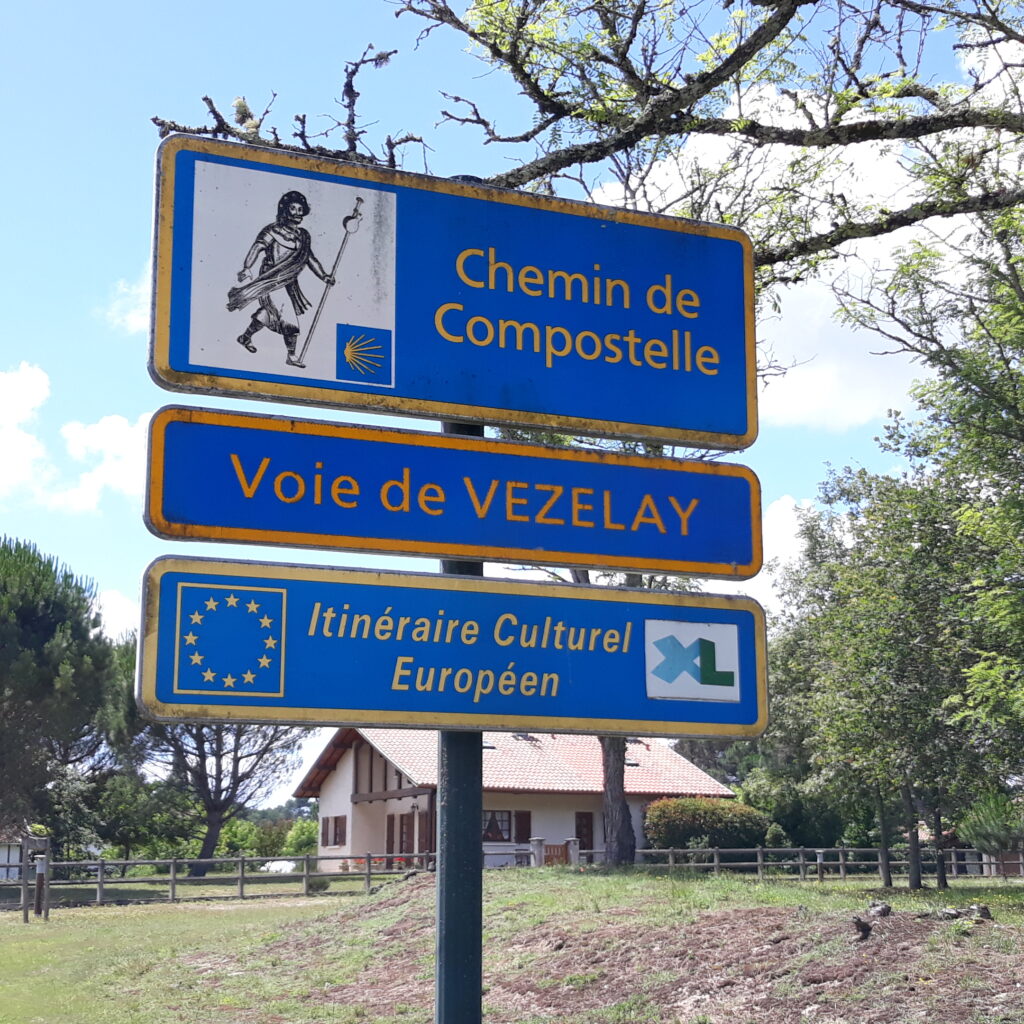 Chemin de
Compostelle
Voie de VEZELAY
Itinéraire Culturel
Européen
XL